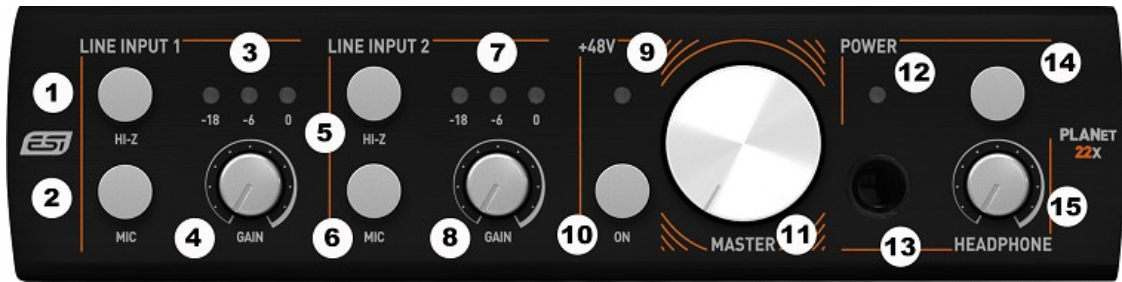 LINE INPUT 1
3
LINE INPUT 2
7
+48V
9
POWER
12
14
1
HI-Z
-18 -6 0
5
HI-Z
-18 -6 0
ESI
PLANET
22X
2
MIC
4
GAIN
6
MIC
8
GAIN
10
ON
MASTER
11
13
HEADPHONE
15